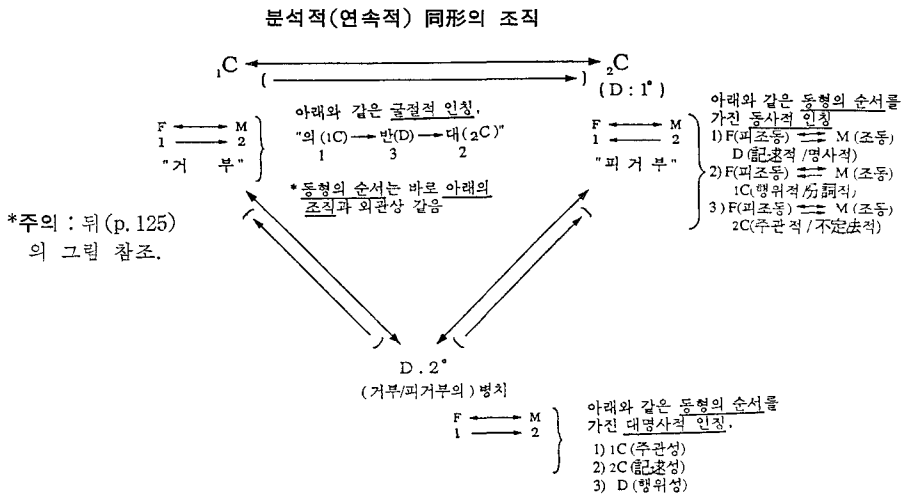 분석적(연속적) 同形의 조직
₁C ₂C
(D : 1°)
F M
1 2
"거 부"
아래와 같은 굴절적 인칭.
"의 (1C) 반(D) 대(₂C)"
1 3 2
*동형의 순서는 바로 아래의
조직과 외관상 같음
F M
1 2
"피거부"
아래와 같은 동형의 순서를
가진 동사적 인칭
1) F(피조동) M (조동)
D (記述적 /명사적)
2) F(피조동) M (조동)
1C(행위적/分詞적)
3) F(피조동) M (조동)
2C(주관적 / 不定法적)
*주의 : 뒤(p. 125)
의 그림 참조.
D . 2°
(거부/피거부의) 병치
F M
1 2
아래와 같은 동형의 순서를
가진 대명사적 인칭.
1) 1C (주관성)
2) 2C (記述성)
3) D (행위성)